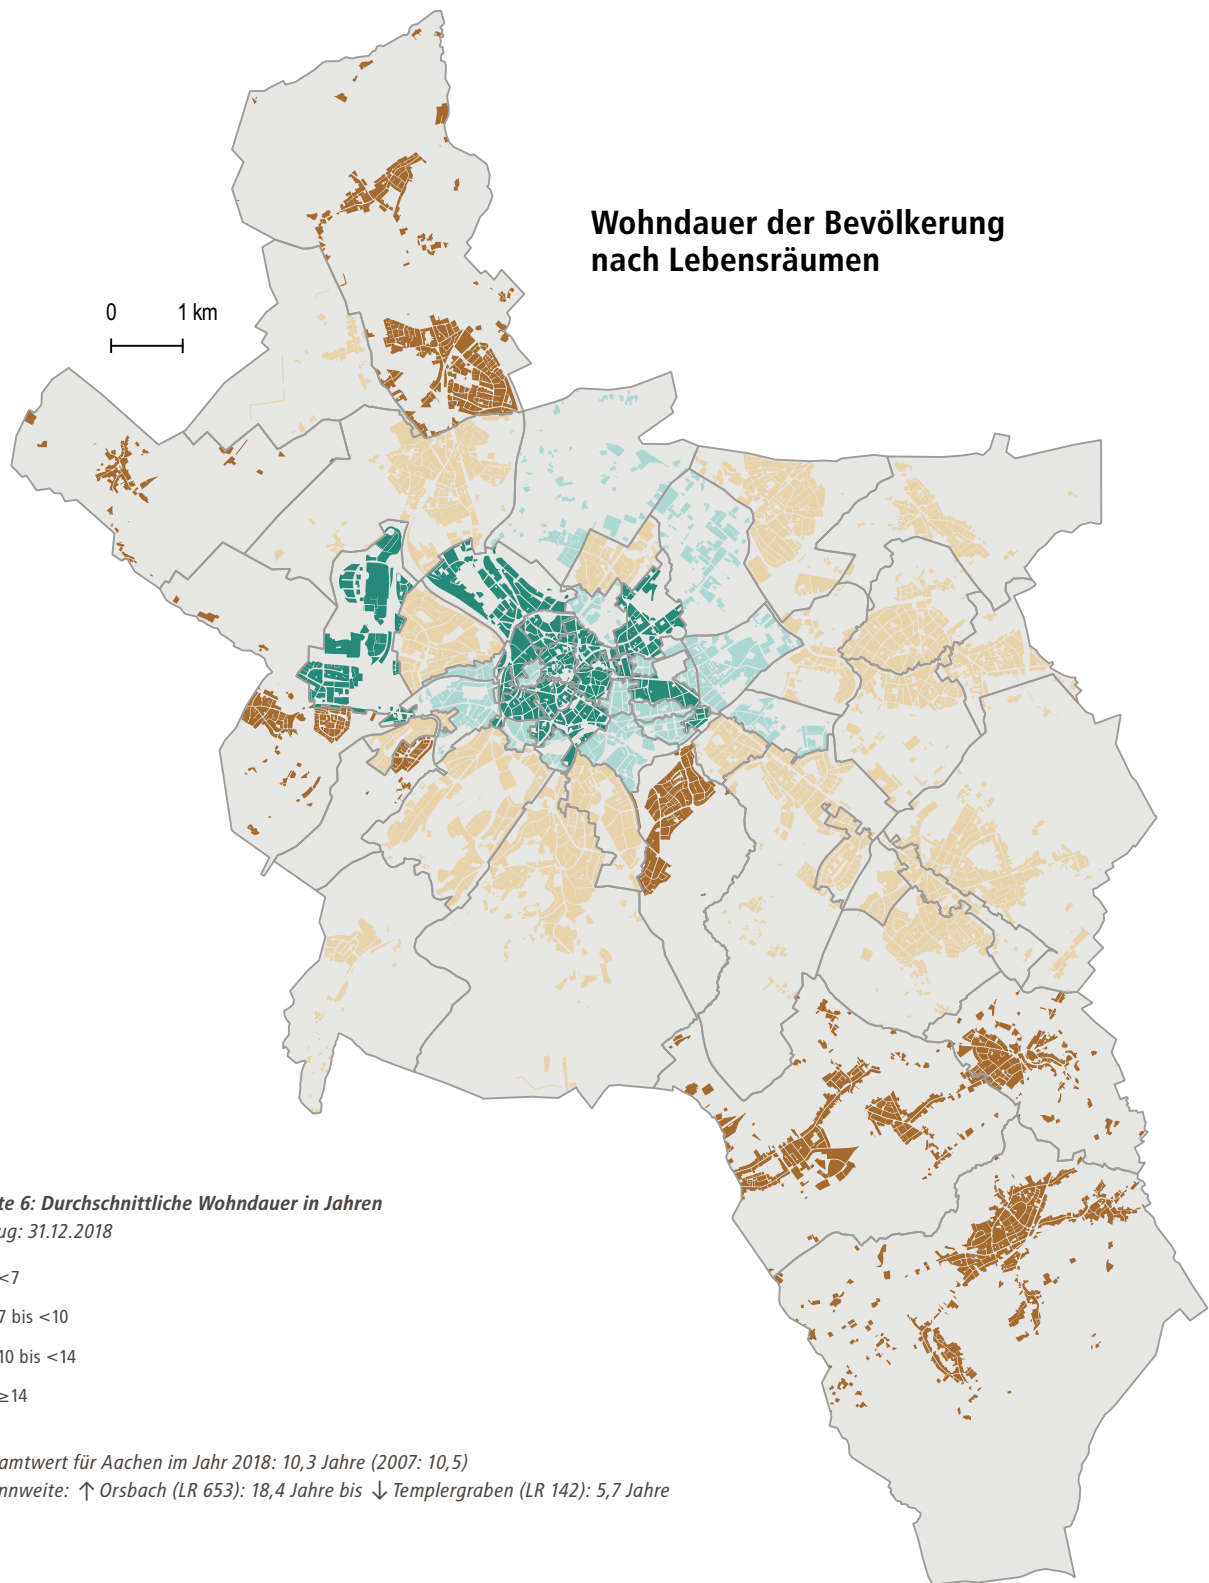 Wohndauer der Bevölkerung
nach Lebensräumen
0 1 km
te 6: Durchschnittliche Wohndauer in Jahren
ug: 31.12.2018
<7
7 bis <10
10 bis <14
≥14
amtwert für Aachen im Jahr 2018: 10,3 Jahre (2007: 10,5)
nnweite: ↑ Orsbach (LR 653): 18,4 Jahre bis ↓ Templergraben (LR 142): 5,7 Jahre